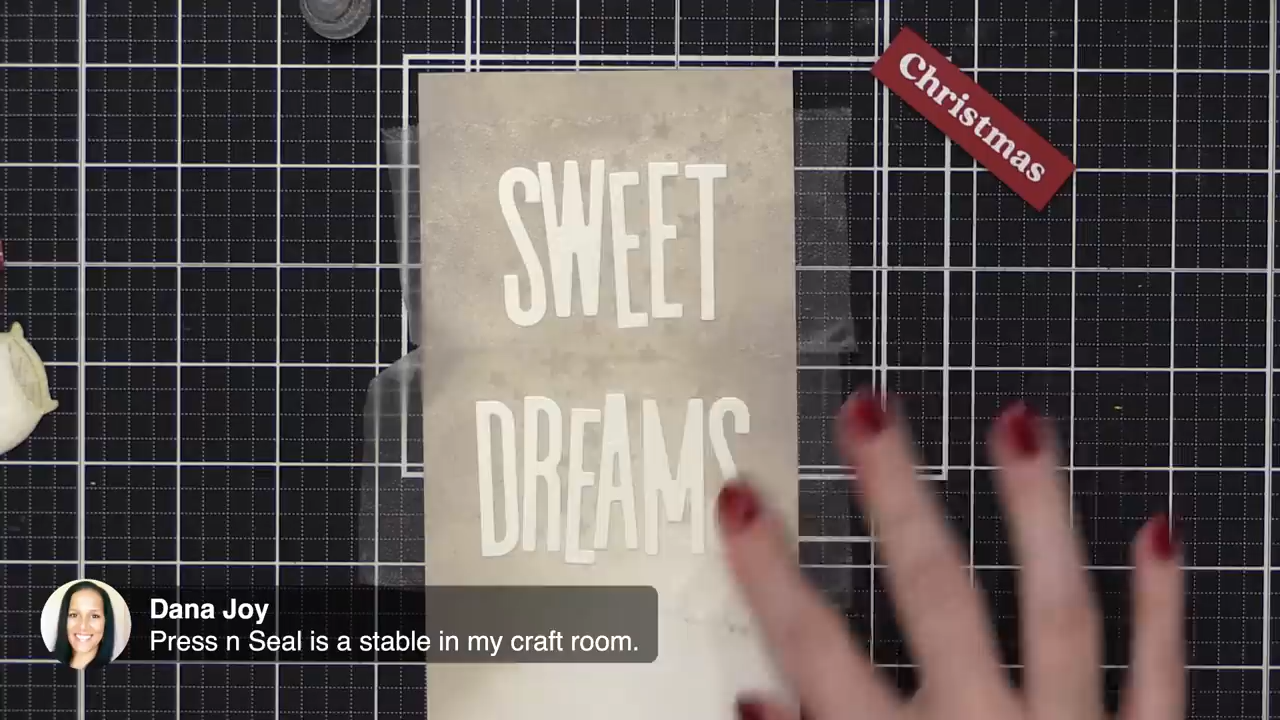 Christmas
SWEET
DREAMS
Dana Joy
Press n Seal is a stable in my craft room.